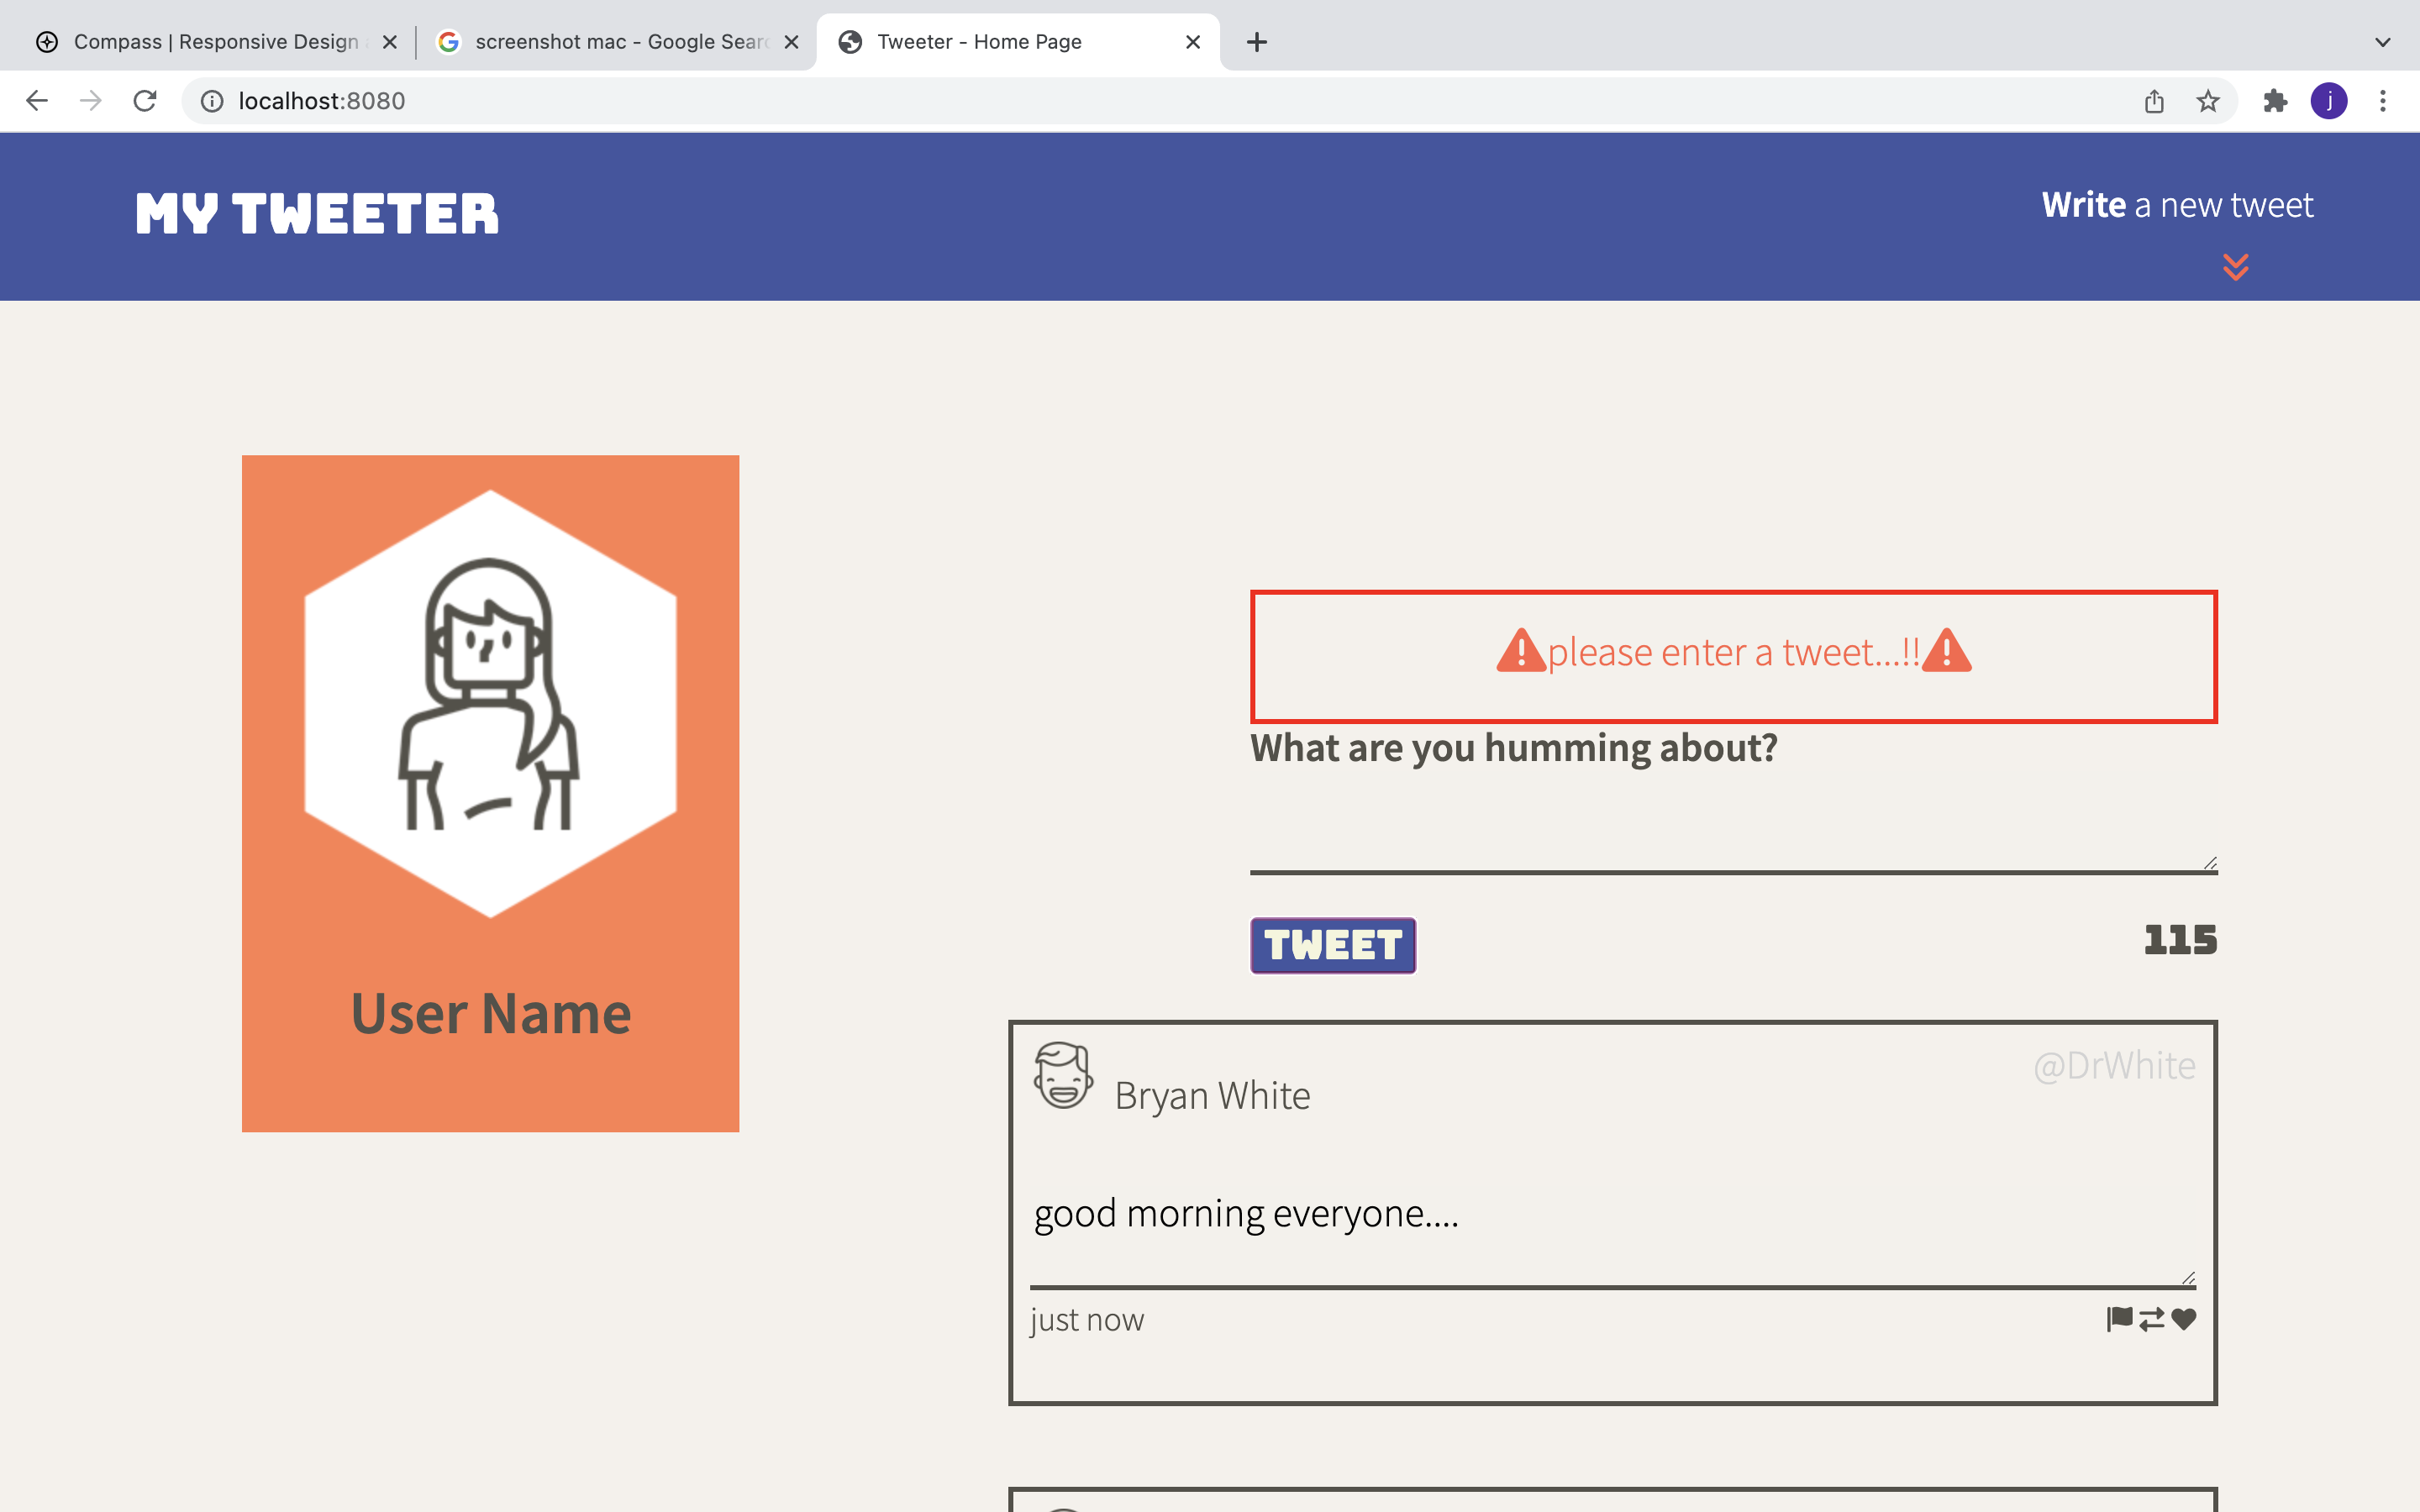 Compass | Responsive Design
screenshot mac - Google Sear
Tweeter - Home Page
localhost:8080
j
MY TWEETER
Write a new tweet
please enter a tweet...!!
What are you humming about?
TWEET
115
User Name
Bryan White
@DrWhite
good morning everyone....
just now